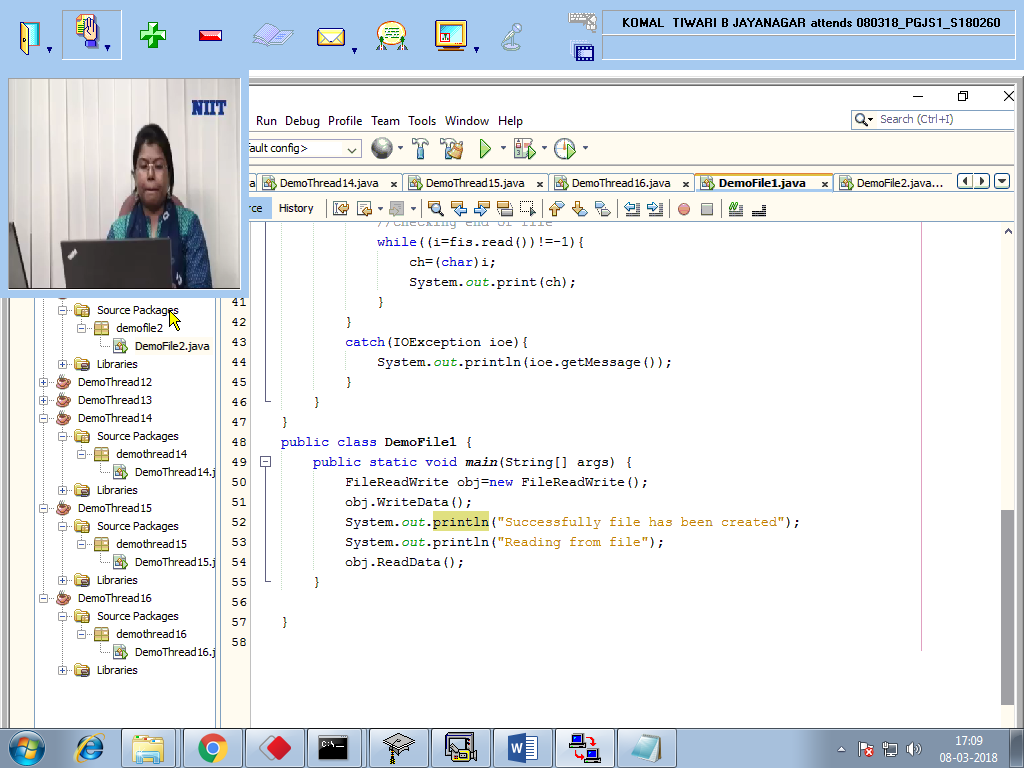 KOMAL TIWARI B JAYANAGAR attends 080318_PGJS1_S180260
NIIT
Run Debug Profile Team Tools Window Help
Search (Ctrl+I)
fault config>
DemoThread14.java DemoThread15.java DemoThread16.java DemoFile1.java DemoFile2.java...
rce History
//Checking end of file
while((i=fis.read())!=-1){
ch=(char)i;
System.out.print(ch);
41 }
42 }
43 catch(IOException ioe){
44 System.out.println(ioe.getMessage());
45 }
46 }
47 }
48 public class DemoFile1 {
49 public static void main(String[] args) {
50 FileReadWrite obj=new FileReadWrite();
51 obj.WriteData();
52 System.out.println("Successfully file has been created");
53 System.out.println("Reading from file");
54 obj.ReadData();
55 }
56
57 }
58
Source Packages
demofile2
DemoFile2.java
Libraries
DemoThread12
DemoThread13
DemoThread14
Source Packages
demothread14
DemoThread14.j
Libraries
DemoThread15
Source Packages
demothread15
DemoThread15.j
Libraries
DemoThread16
Source Packages
demothread16
DemoThread16.j
Libraries
17:09
08-03-2018